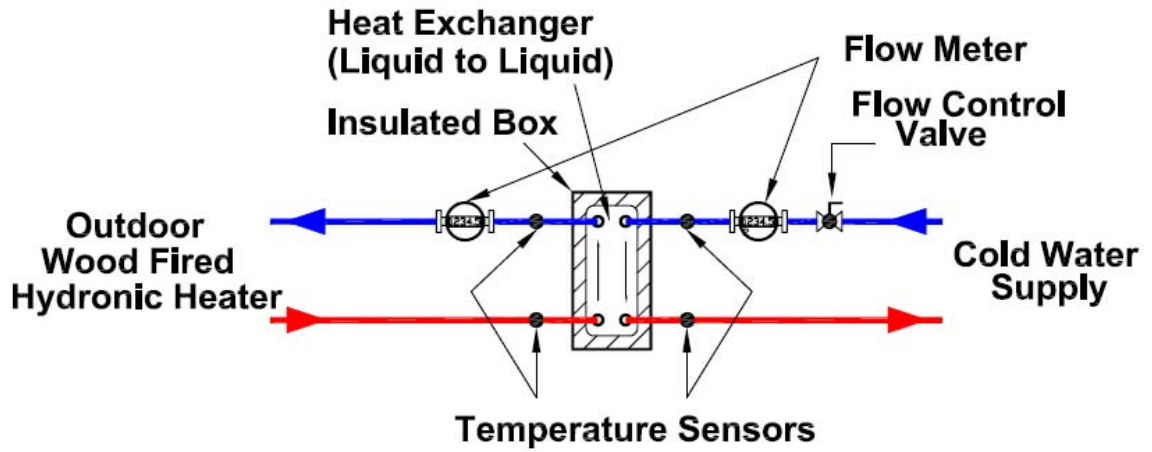 Heat Exchanger
(Liquid to Liquid)
Insulated Box
Flow Meter
Flow Control
Valve
Outdoor
Wood Fired
Hydronic Heater
Cold Water
Supply
Temperature Sensors